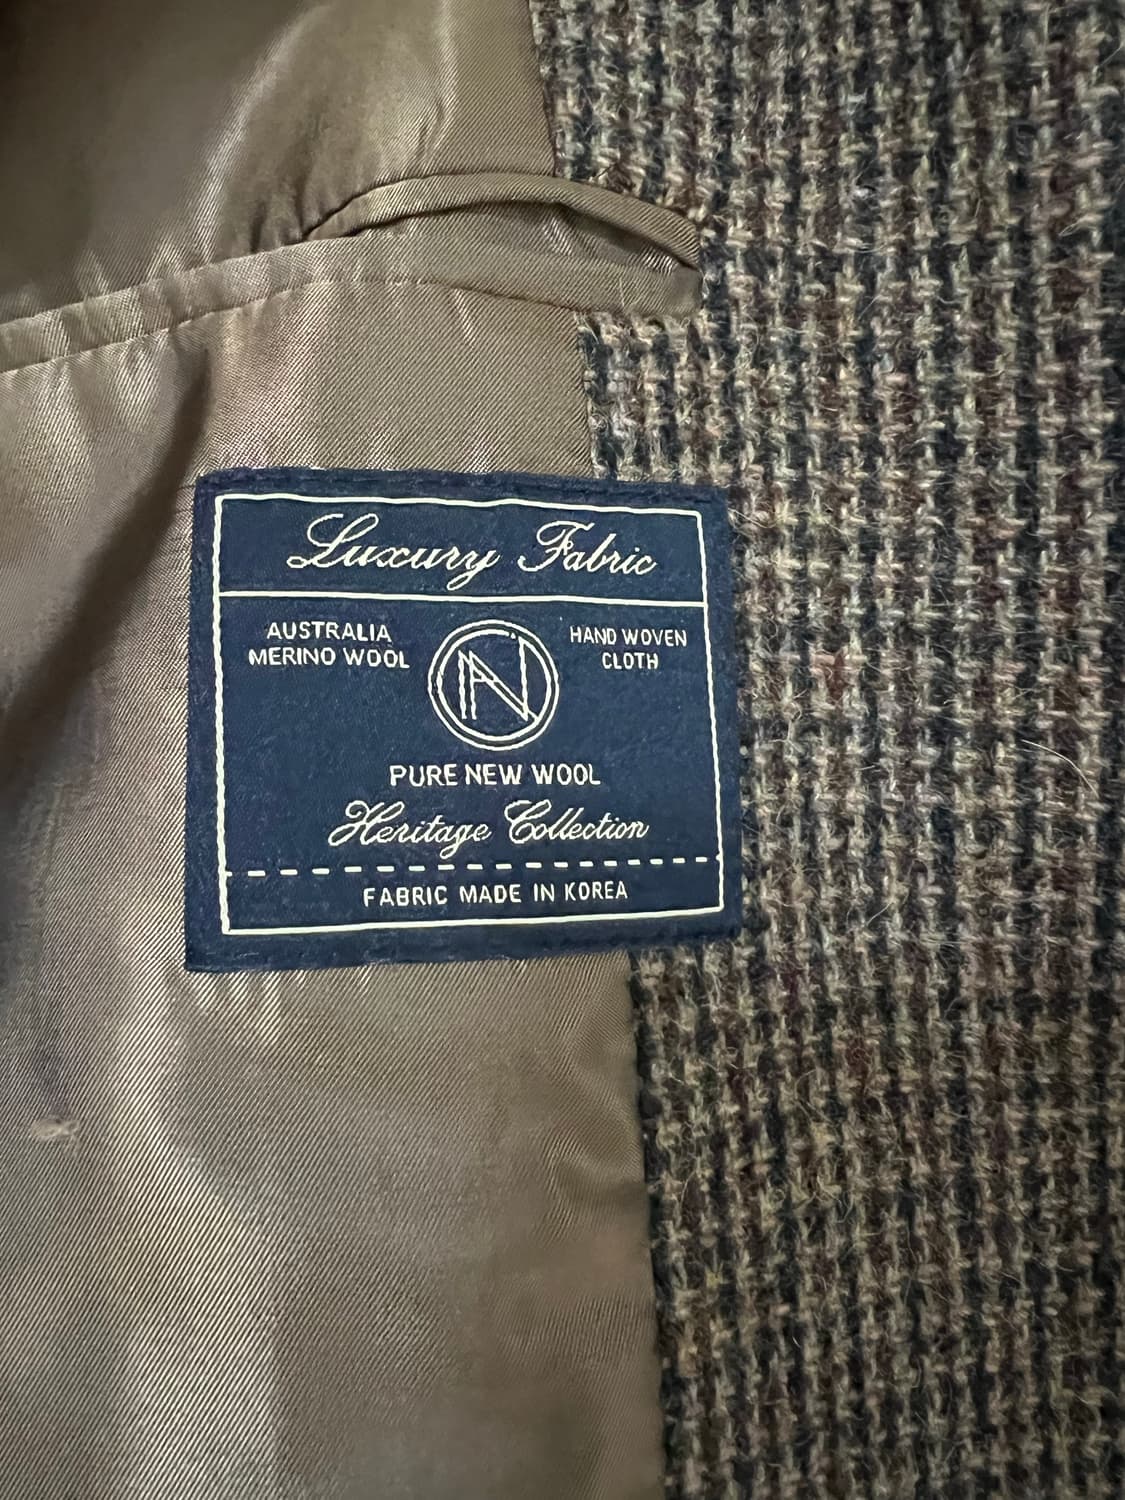 Luxury Fabric
AUSTRALIA
MERINO WOOL
HAND WOVEN
CLOTH
PURE NEW WOOL
Heritage Collection
FABRIC MADE IN KOREA